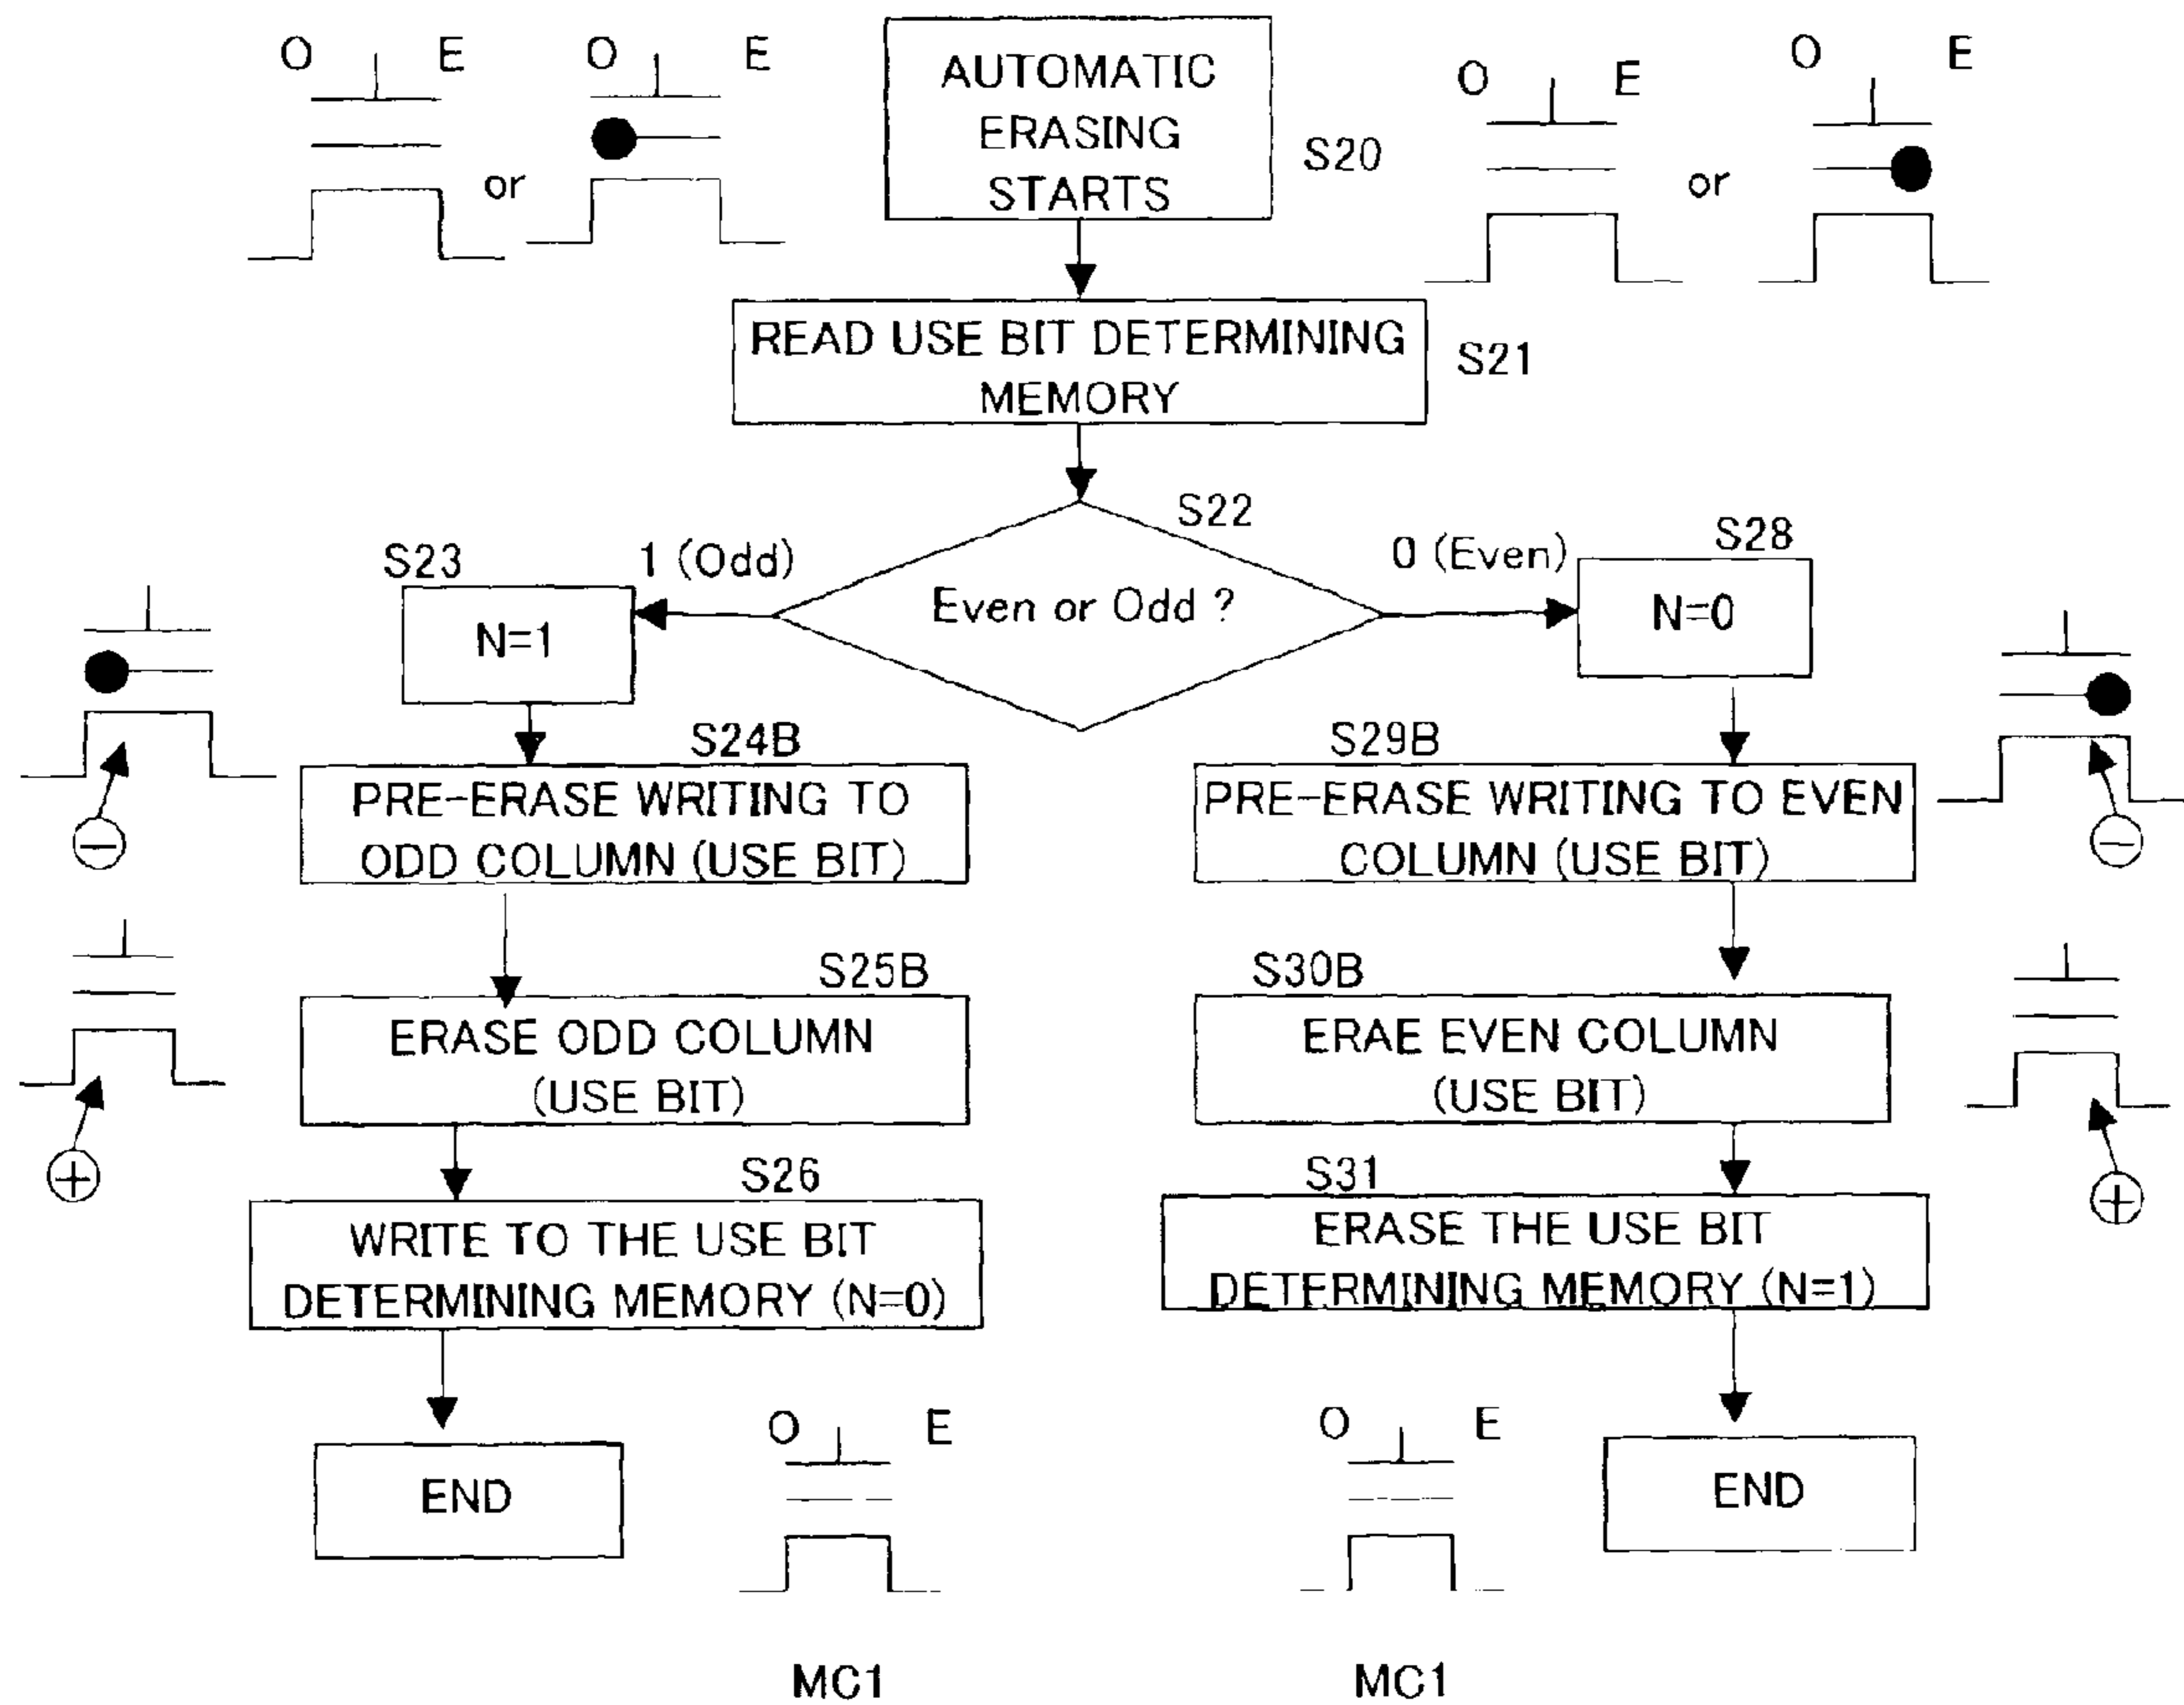 O E O E
or
AUTOMATIC
ERASING
STARTS
S20
O E O E
or
READ USE BIT DETERMINING
MEMORY
S21
S22
Even or Odd ?
1 (Odd)
0 (Even)
S23
N=1
S28
N=0
S24B
PRE-ERASE WRITING TO
ODD COLUMN (USE BIT)
−
S29B
PRE-ERASE WRITING TO EVEN
COLUMN (USE BIT)
−
S25B
ERASE ODD COLUMN
(USE BIT)
+
S30B
ERAE EVEN COLUMN
(USE BIT)
+
S26
WRITE TO THE USE BIT
DETERMINING MEMORY (N=0)
S31
ERASE THE USE BIT
DETERMINING MEMORY (N=1)
END
O E
MC1
O E
MC1
END